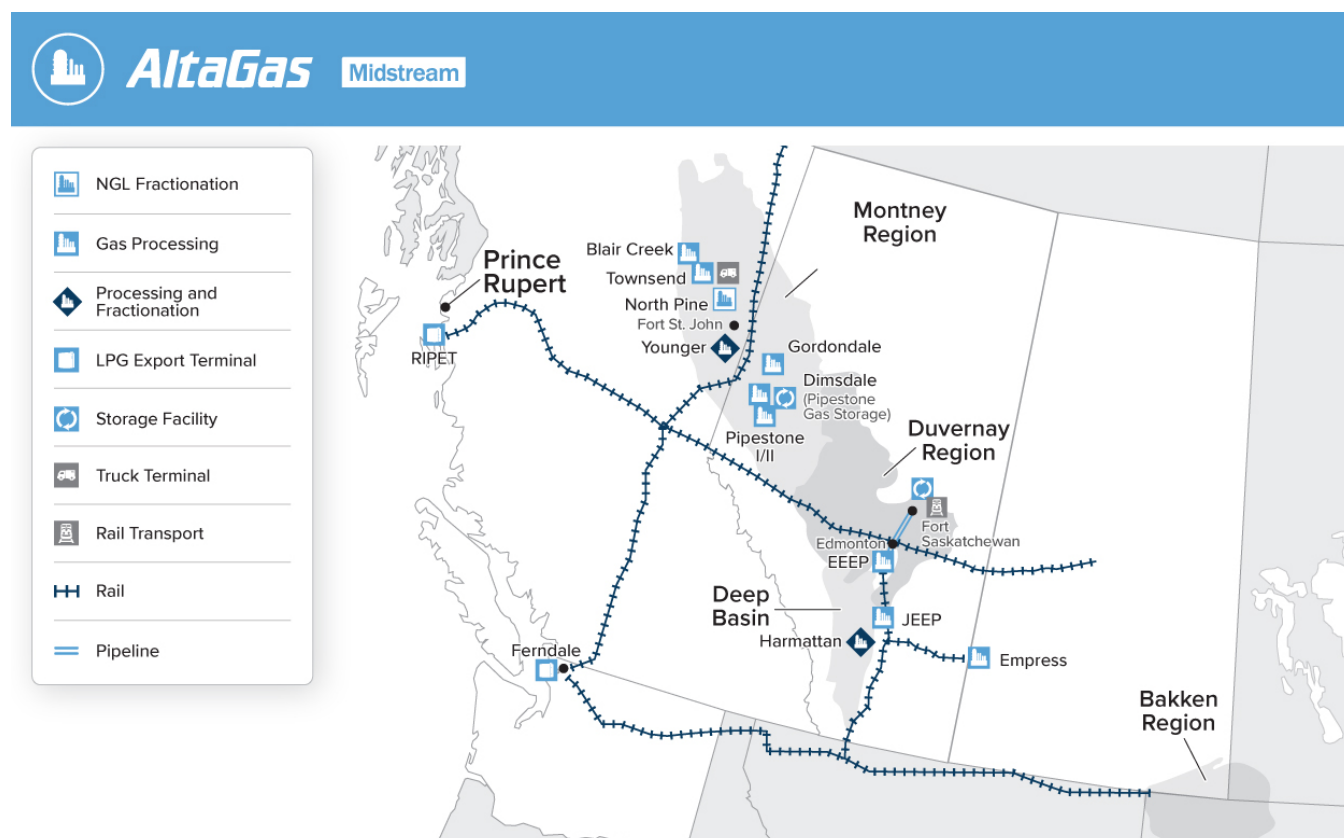 AltaGas Midstream
NGL Fractionation
Gas Processing
Processing and
Fractionation
LPG Export Terminal
Storage Facility
Truck Terminal
Rail Transport
Rail
Pipeline
Montney
Region
Blair Creek
Townsend
Prince
Rupert
North Pine
Fort St. John
Younger
Gordondale
RIPET
Dimsdale
(Pipestone
Gas Storage)
Pipestone
I/II
Duvernay
Region
Fort
Saskatchewan
Edmonton
EEEP
Deep
Basin
JEEP
Harmattan
Ferndale
Empress
Bakken
Region